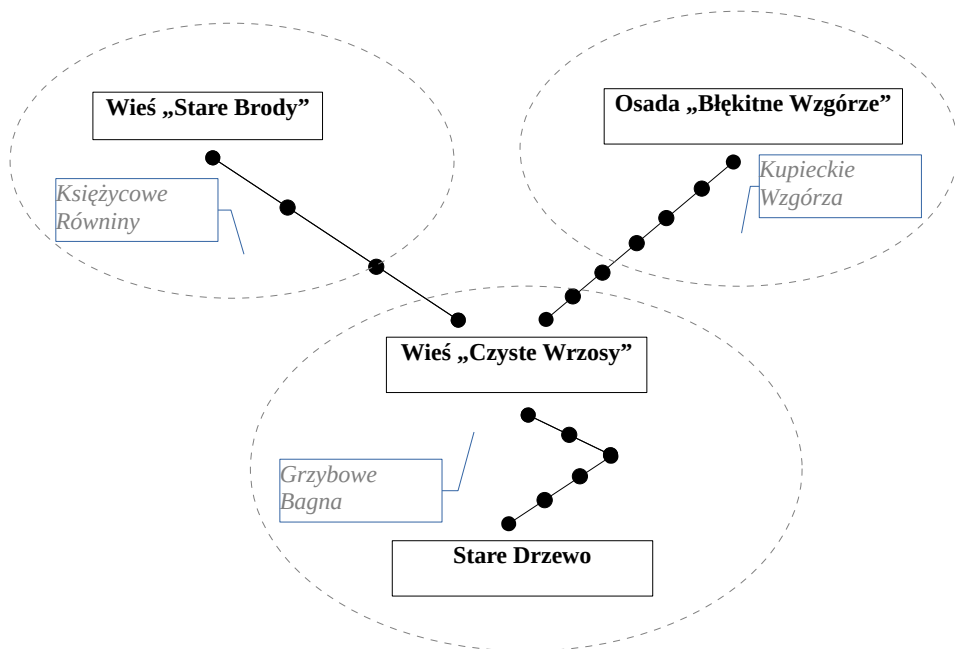 Wieś „Stare Brody”
Osada „Błękitne Wzgórze”
Księżycowe
Równiny
Kupieckie
Wzgórza
Wieś „Czyste Wrzosy”
Grzybowe
Bagna
Stare Drzewo